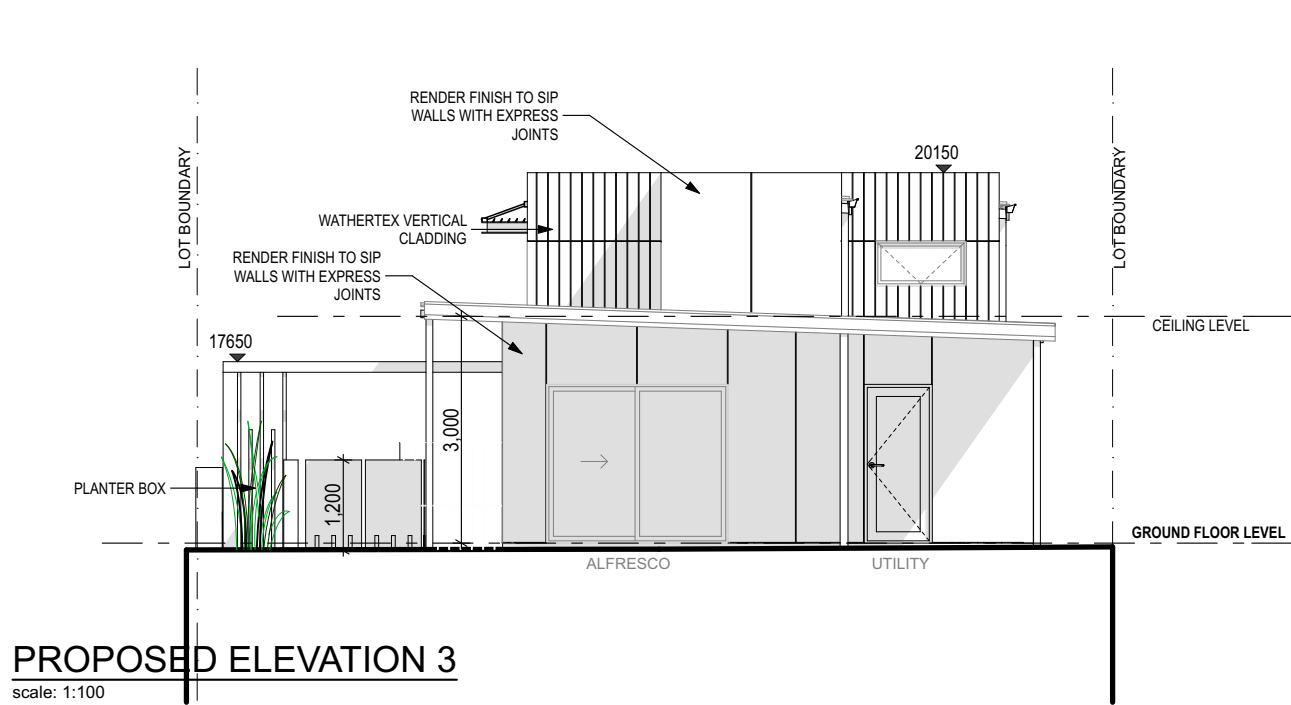 RENDER FINISH TO SIP
WALLS WITH EXPRESS
JOINTS
20150
LOT BOUNDARY
LOT BOUNDARY
WATHERTEX VERTICAL
CLADDING
RENDER FINISH TO SIP
WALLS WITH EXPRESS
JOINTS
CEILING LEVEL
17650
3,000
PLANTER BOX
1,200
GROUND FLOOR LEVEL
ALFRESCO
UTILITY
PROPOSED ELEVATION 3
scale: 1:100